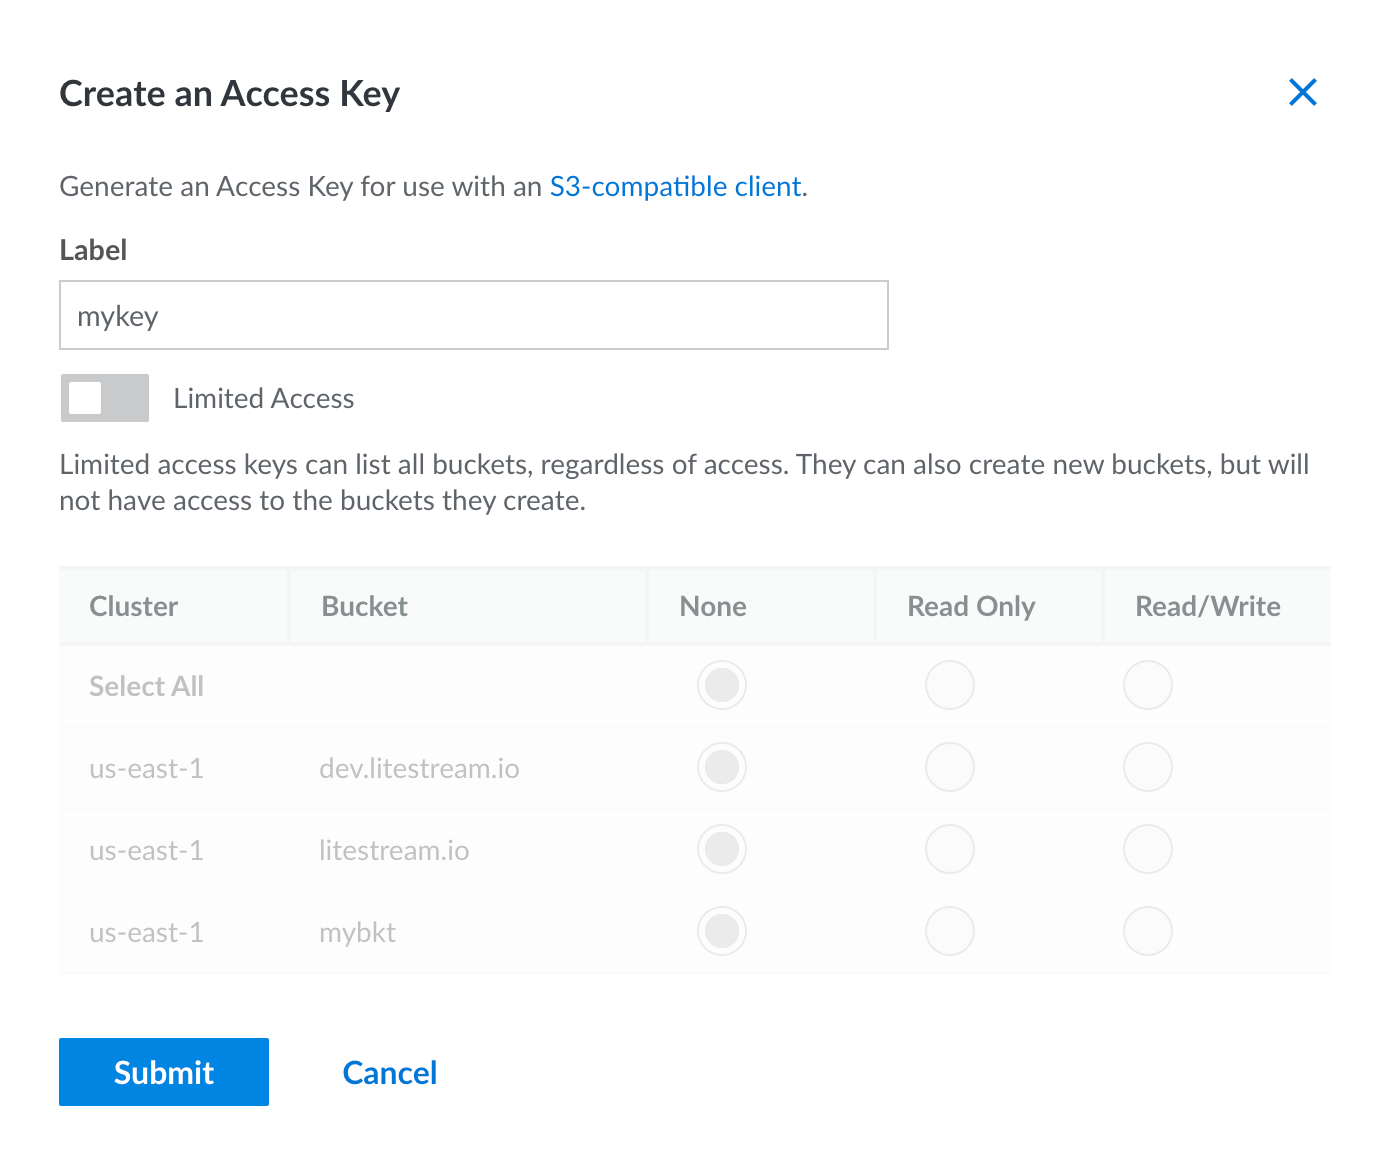 Create an Access Key
Generate an Access Key for use with an S3-compatible client.
Label
mykey
Limited Access
Limited access keys can list all buckets, regardless of access. They can also create new buckets, but will
not have access to the buckets they create.
Cluster Bucket None Read Only Read/Write
Select All
us-east-1 dev.litestream.io
us-east-1 litestream.io
us-east-1 mybkt
Submit Cancel